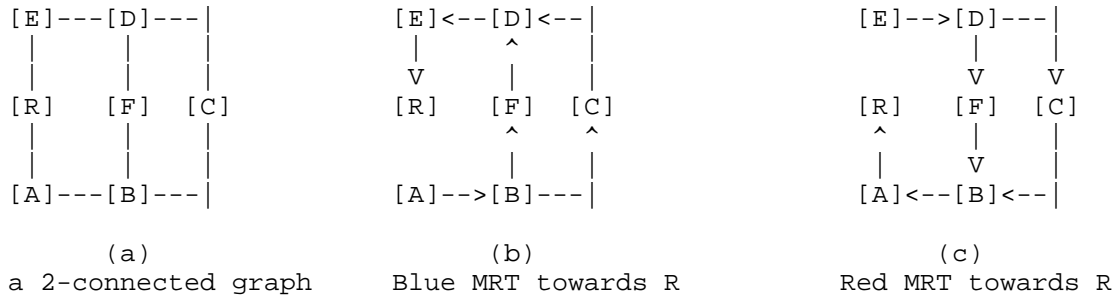 [E]---[D]---| [E]<--[D]<--| [E]-->[D]---|
| | | | ^ | | |
| | | V | | V V
[R] [F] [C] [R] [F] [C] [R] [F] [C]
| | | ^ ^ ^ | |
| | | | | | V |
[A]---[B]---| [A]-->[B]---| [A]<--[B]<--|
(a) (b) (c)
a 2-connected graph Blue MRT towards R Red MRT towards R